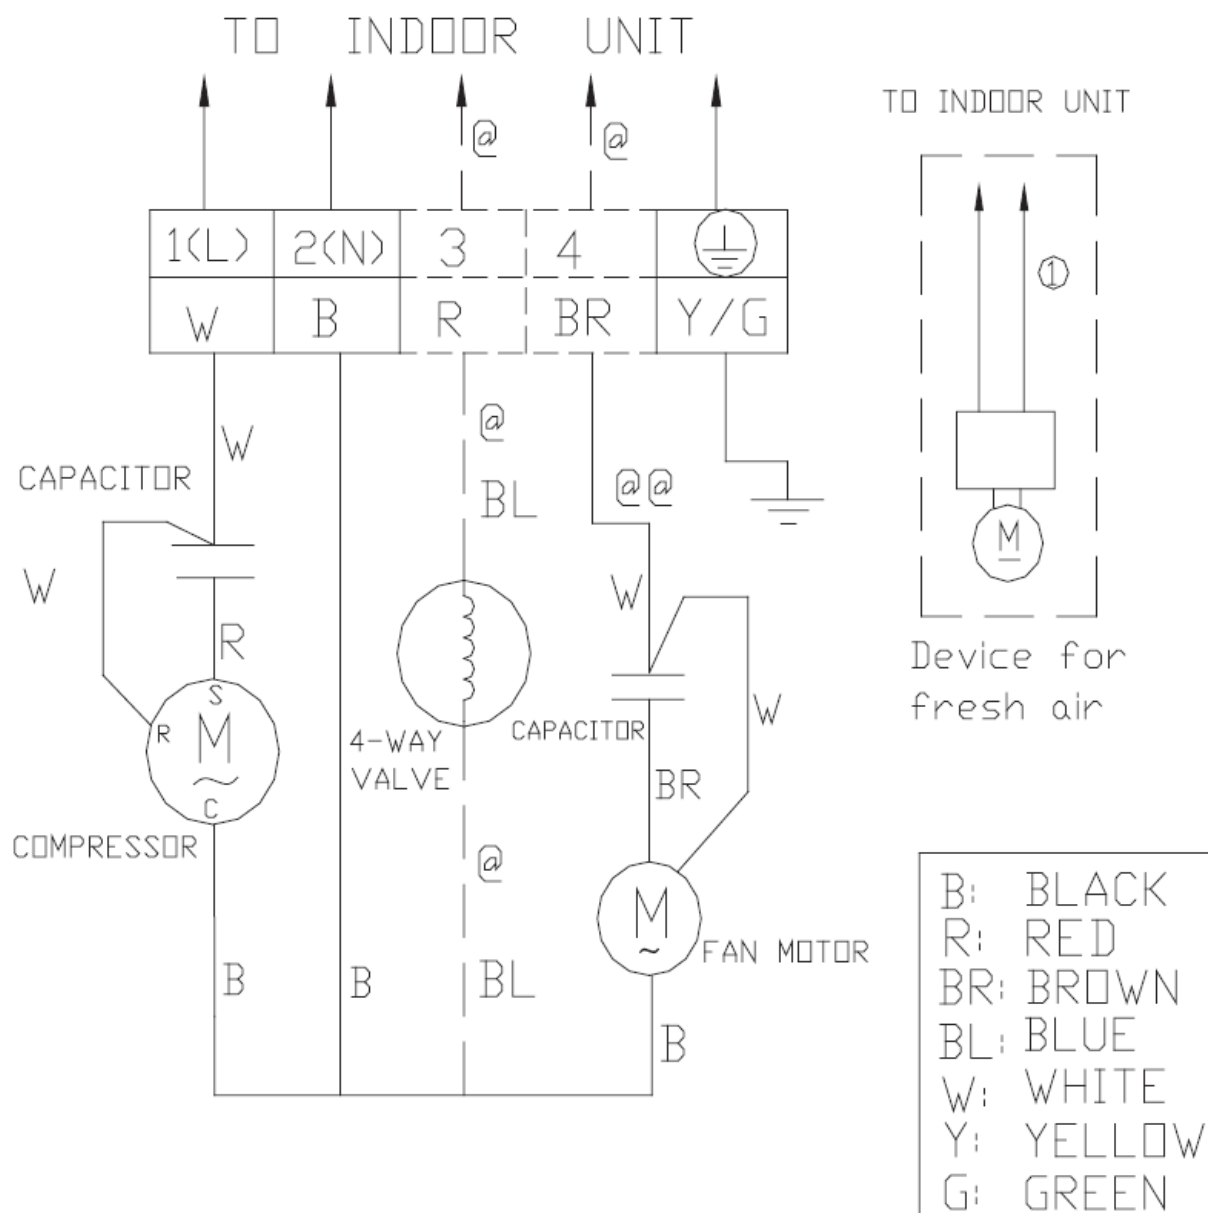 TO INDOOR UNIT
TO INDOOR UNIT
@ @
1(L) 2(N) 3 4
W B R BR Y/G
①
@
W
CAPACITOR
@@
BL
M
W
W
R
Device for
fresh air
S
R M
C
4-WAY
VALVE
CAPACITOR
W
BR
COMPRESSOR
@
M
~
FAN MOTOR
B B BL
B
B: BLACK
R: RED
BR: BROWN
BL: BLUE
W: WHITE
Y: YELLOW
G: GREEN